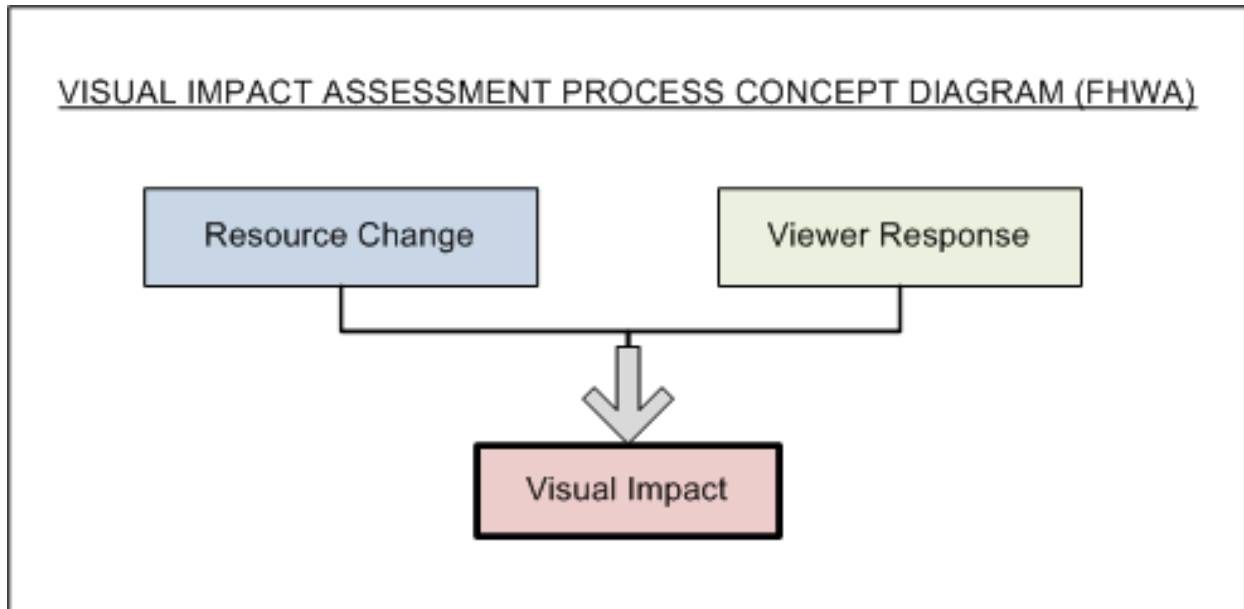 VISUAL IMPACT ASSESSMENT PROCESS CONCEPT DIAGRAM (FHWA)
Resource Change
Viewer Response
Visual Impact